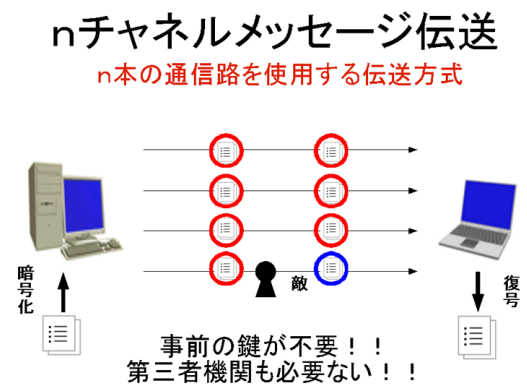 nチャネルメッセージ伝送
n本の通信路を使用する伝送方式
敵
暗号化
復号
事前の鍵が不要！！
第三者機関も必要ない！！